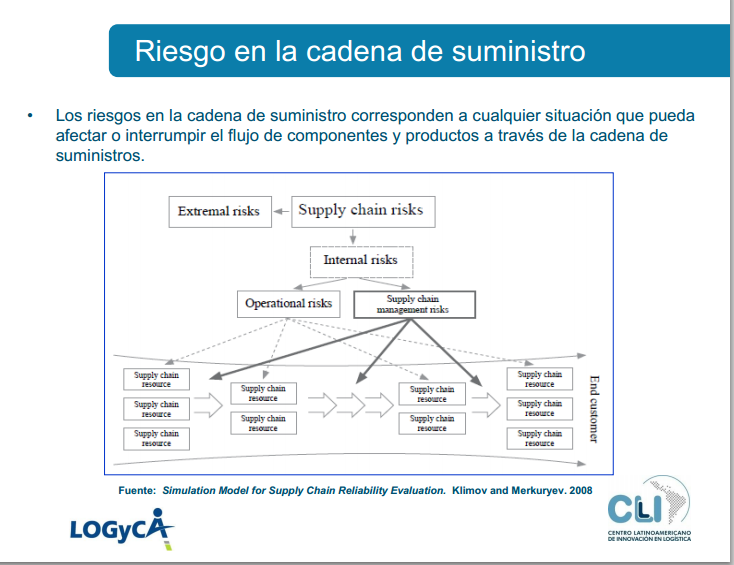 Riesgo en la cadena de suministro
• Los riesgos en la cadena de suministro corresponden a cualquier situación que pueda
afectar o interrumpir el flujo de componentes y productos a través de la cadena de
suministros.
Extremal risks
Supply chain risks
Internal risks
Operational risks
Supply chain
management risks
Supply chain
resource
Supply chain
resource
Supply chain
resource
Supply chain
resource
Supply chain
resource
Supply chain
resource
Supply chain
resource
Supply chain
resource
Supply chain
resource
Supply chain
resource
End customer
Fuente: Simulation Model for Supply Chain Reliability Evaluation. Klimov and Merkuryev. 2008
LOGyCA
CLI
CENTRO LATINOAMERICANO
DE INNOVACIÓN EN LOGÍSTICA